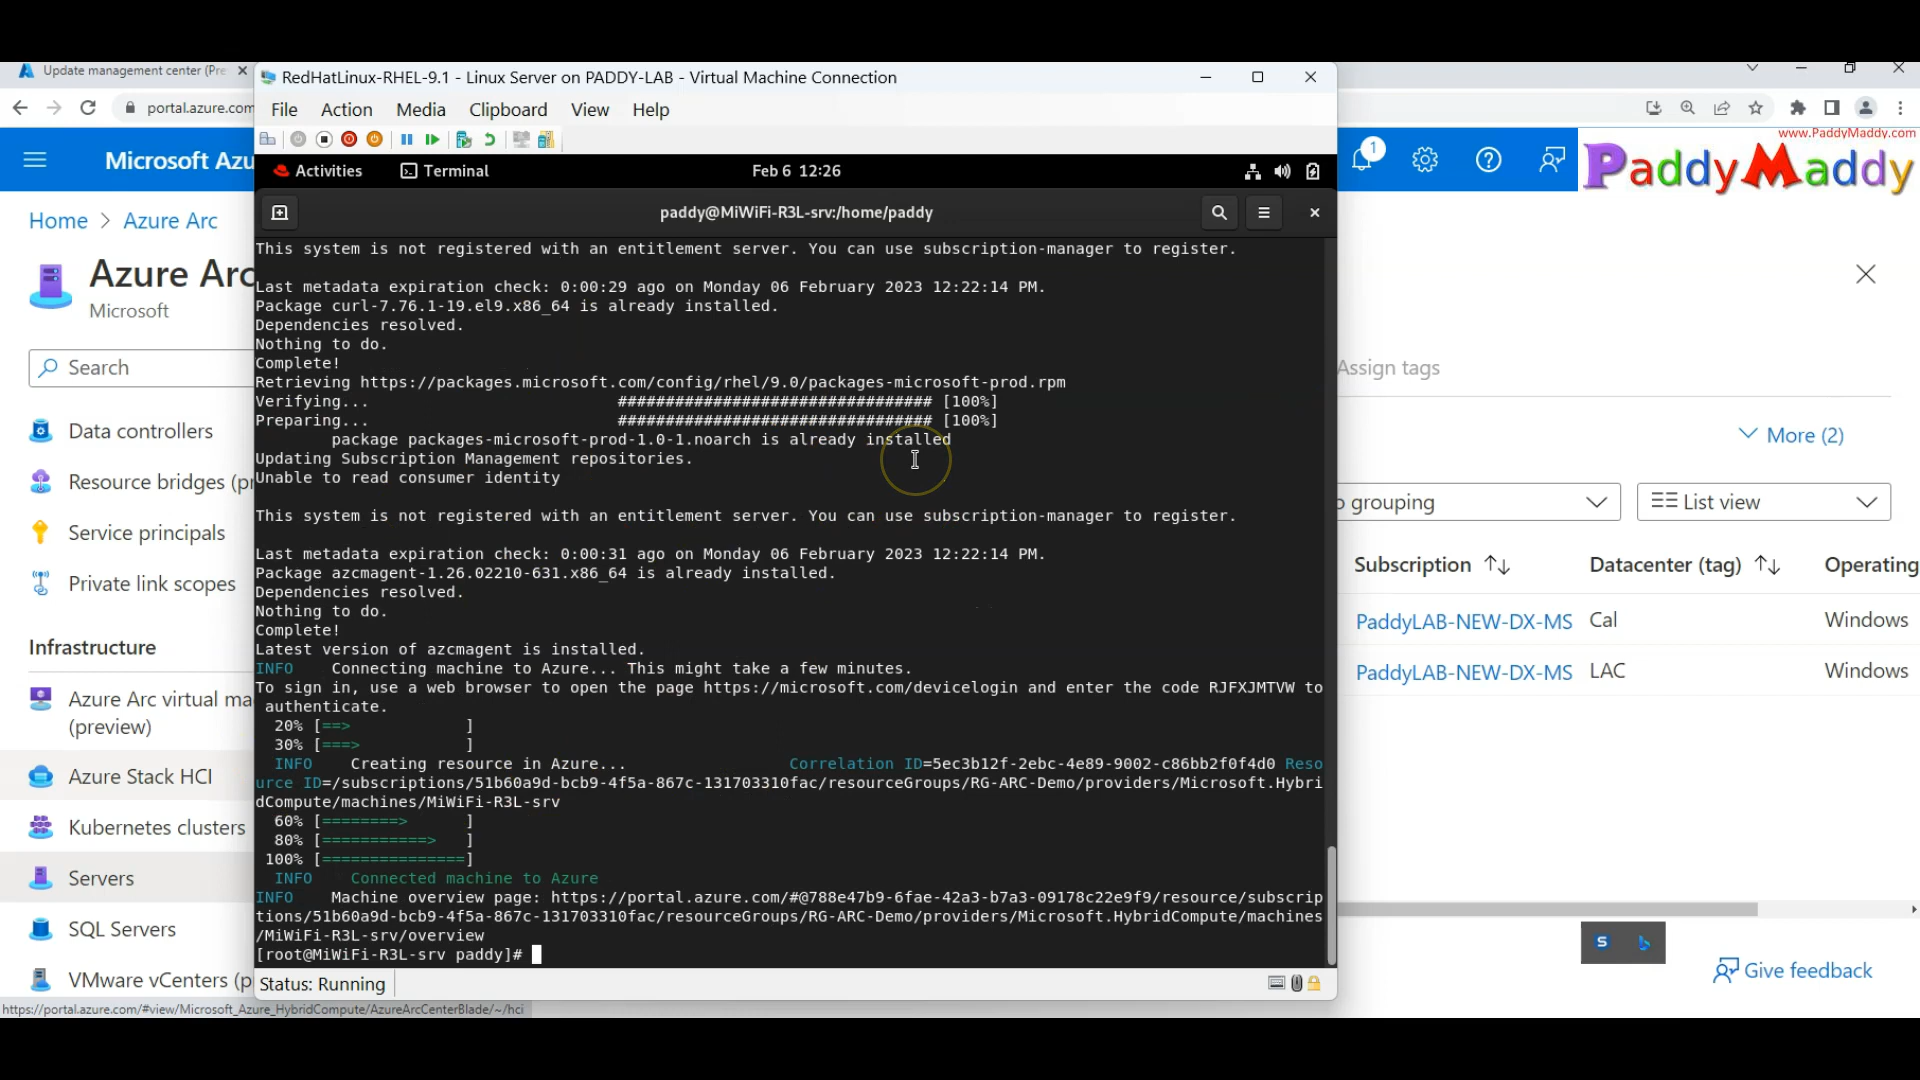 Update management center (Pre
portal.azure.com
RedHatLinux-RHEL-9.1 - Linux Server on PADDY-LAB - Virtual Machine Connection
File Action Media Clipboard View Help
Activities Terminal Feb 6 12:26
paddy@MiWiFi-R3L-srv:/home/paddy
www.PaddyMaddy.com
PaddyMaddy
1
Microsoft Azu
Home > Azure Arc
Azure Arc
Microsoft
Search
Data controllers
Resource bridges (pr
Service principals
Private link scopes
Infrastructure
Azure Arc virtual ma
(preview)
Azure Stack HCI
Kubernetes clusters
Servers
SQL Servers
VMware vCenters (p
https://portal.azure.com/#view/Microsoft_Azure_HybridCompute/AzureArcCenterBlade/~/hci
This system is not registered with an entitlement server. You can use subscription-manager to register.
Last metadata expiration check: 0:00:29 ago on Monday 06 February 2023 12:22:14 PM.
Package curl-7.76.1-19.el9.x86_64 is already installed.
Dependencies resolved.
Nothing to do.
Complete!
Retrieving https://packages.microsoft.com/config/rhel/9.0/packages-microsoft-prod.rpm
Verifying... ################################# [100%]
Preparing... ################################# [100%]
package packages-microsoft-prod-1.0-1.noarch is already installed
Updating Subscription Management repositories.
Unable to read consumer identity
This system is not registered with an entitlement server. You can use subscription-manager to register.
Last metadata expiration check: 0:00:31 ago on Monday 06 February 2023 12:22:14 PM.
Package azcmagent-1.26.02210-631.x86_64 is already installed.
Dependencies resolved.
Nothing to do.
Complete!
Latest version of azcmagent is installed.
INFO Connecting machine to Azure... This might take a few minutes.
To sign in, use a web browser to open the page https://microsoft.com/devicelogin and enter the code RJFXJMTVW to
authenticate.
20% [==> ]
30% [===> ]
INFO Creating resource in Azure... Correlation ID=5ec3b12f-2ebc-4e89-9002-c86bb2f0f4d0 Reso
urce ID=/subscriptions/51b60a9d-bcb9-4f5a-867c-131703310fac/resourceGroups/RG-ARC-Demo/providers/Microsoft.Hybri
dCompute/machines/MiWiFi-R3L-srv
60% [========> ]
80% [===========> ]
100% [===============]
INFO Connected machine to Azure
INFO Machine overview page: https://portal.azure.com/#@788e47b9-6fae-42a3-b7a3-09178c22e9f9/resource/subscrip
tions/51b60a9d-bcb9-4f5a-867c-131703310fac/resourceGroups/RG-ARC-Demo/providers/Microsoft.HybridCompute/machines
/MiWiFi-R3L-srv/overview
[root@MiWiFi-R3L-srv paddy]#
Status: Running
Assign tags
More (2)
o grouping
List view
Subscription Datacenter (tag) Operating
PaddyLAB-NEW-DX-MS Cal Windows
PaddyLAB-NEW-DX-MS LAC Windows
S
Give feedback